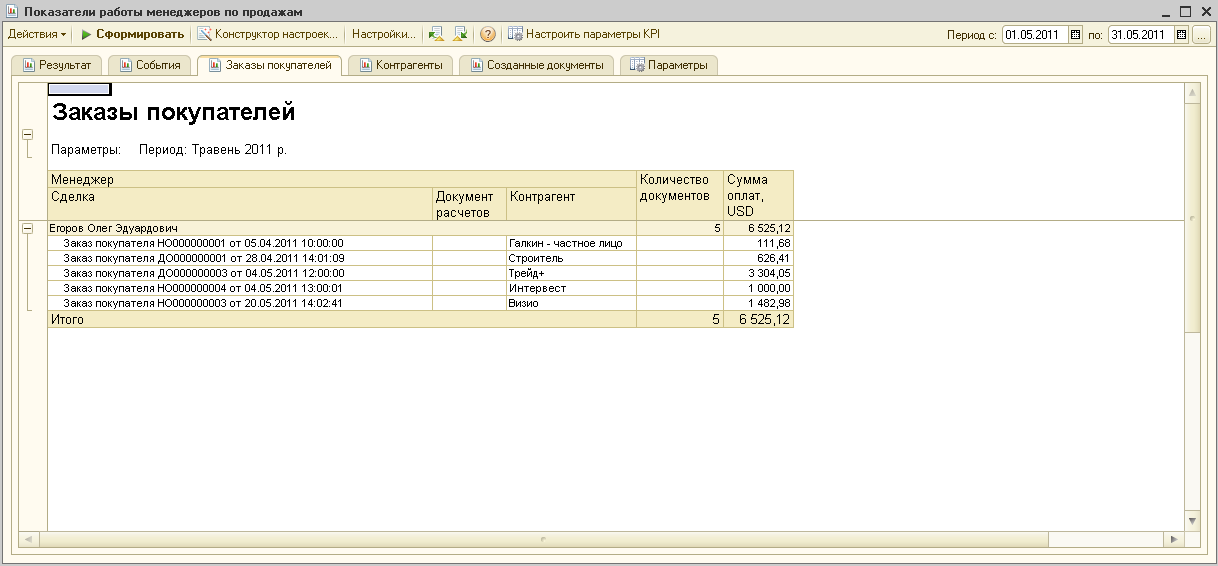 Показатели работы менеджеров по продажам
Действия Сформировать Конструктор настроек... Настройки... ? Настроить параметры KPI Период с: 01.05.2011 по: 31.05.2011 ...
Результат События Заказы покупателей Контрагенты Созданные документы Параметры
Заказы покупателей
Параметры: Период: Травень 2011 р.
Менеджер Количество документов Сумма оплат, USD
Сделка Документ расчетов Контрагент
Егоров Олег Эдуардович 5 6 525,12
Заказ покупателя НО000000001 от 05.04.2011 10:00:00 Галкин - частное лицо 111,68
Заказ покупателя ДО000000001 от 28.04.2011 14:01:09 Строитель 626,41
Заказ покупателя ДО000000003 от 04.05.2011 12:00:00 Трейд+ 3 304,05
Заказ покупателя НО000000004 от 04.05.2011 13:00:01 Интервест 1 000,00
Заказ покупателя НО000000003 от 20.05.2011 14:02:41 Визио 1 482,98
Итого 5 6 525,12